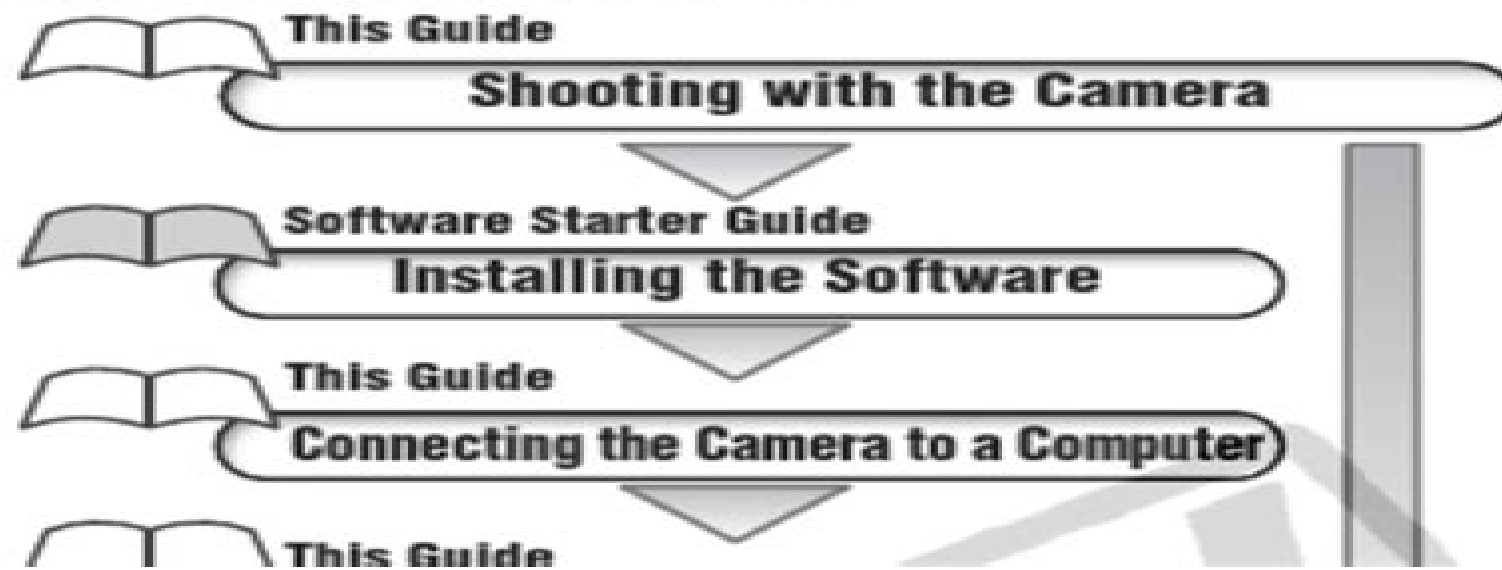 This Guide
Shooting with the Camera
Software Starter Guide
Installing the Software
This Guide
Connecting the Camera to a Computer
This Guide